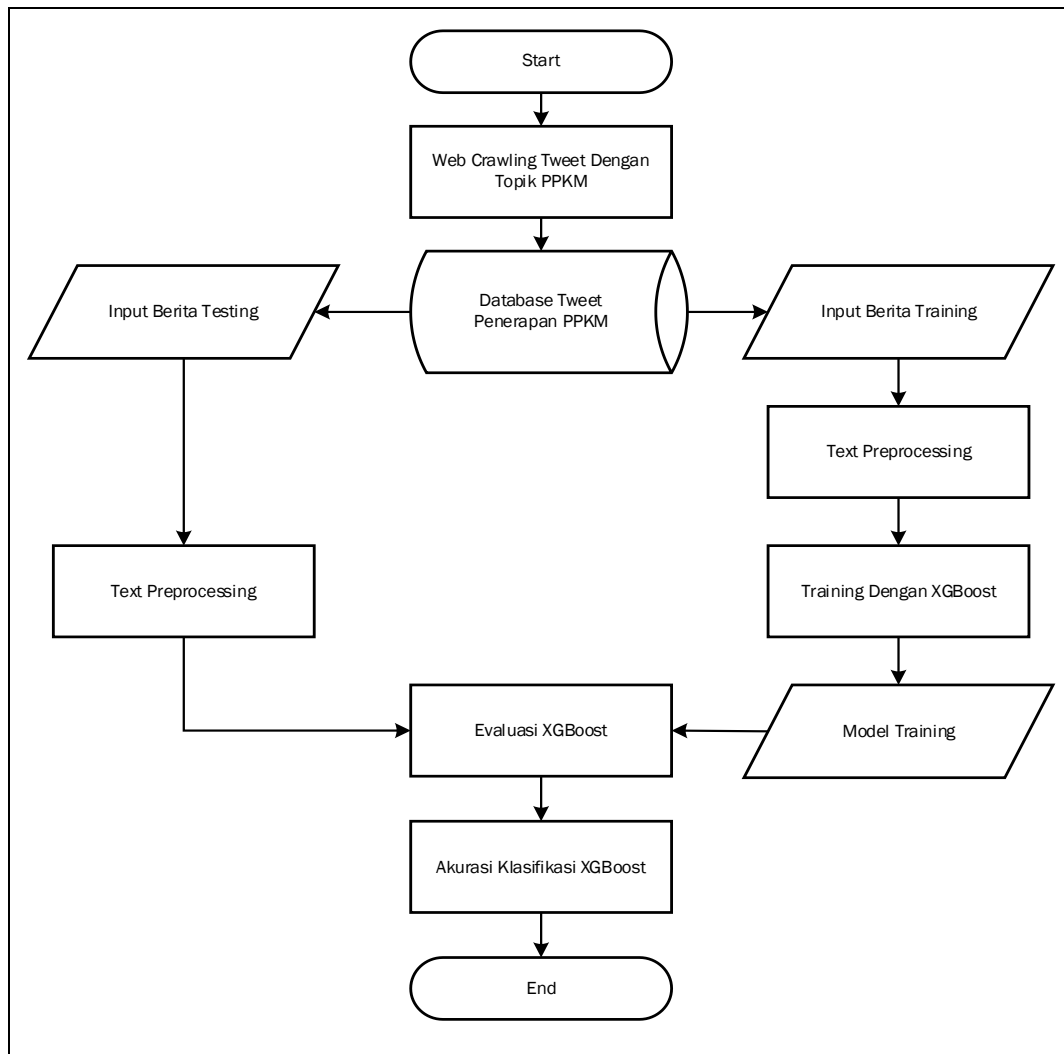 Start
Web Crawling Tweet Dengan
Topik PPKM
Database Tweet
Penerapan PPKM
Input Berita Testing
Input Berita Training
Text Preprocessing
Text Preprocessing
Training Dengan XGBoost
Evaluasi XGBoost
Model Training
Akurasi Klasifikasi XGBoost
End